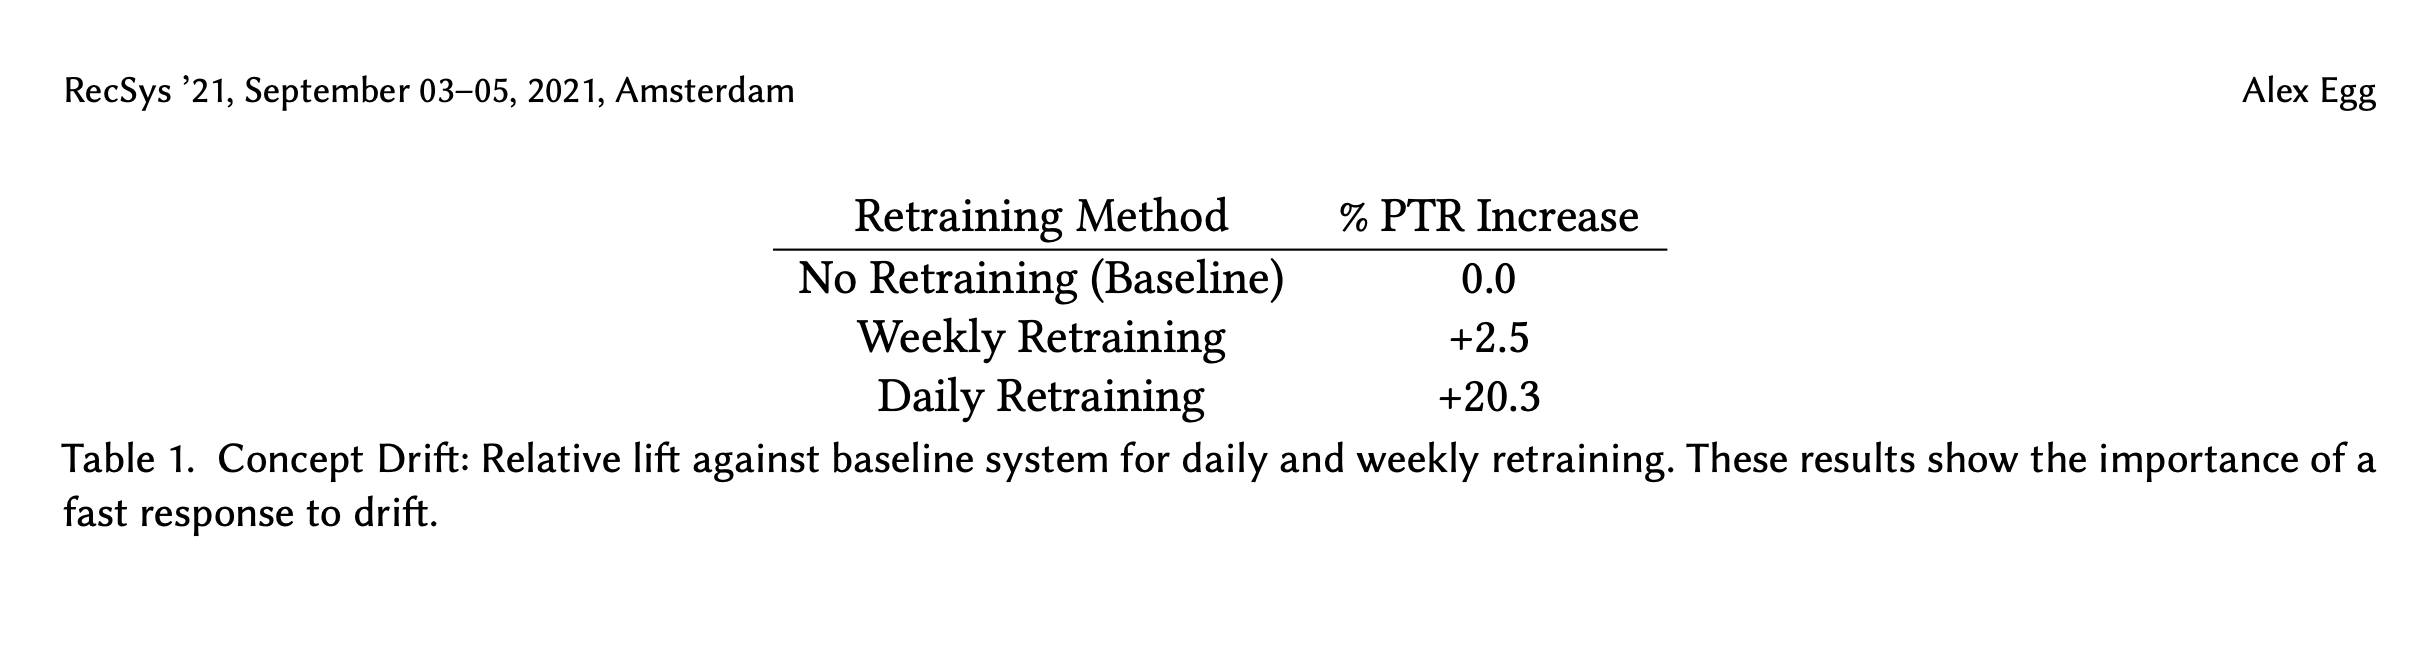 RecSys ’21, September 03–05, 2021, Amsterdam
Alex Egg
Retraining Method % PTR Increase
No Retraining (Baseline) 0.0
Weekly Retraining +2.5
Daily Retraining +20.3
Table 1. Concept Drift: Relative lift against baseline system for daily and weekly retraining. These results show the importance of a
fast response to drift.